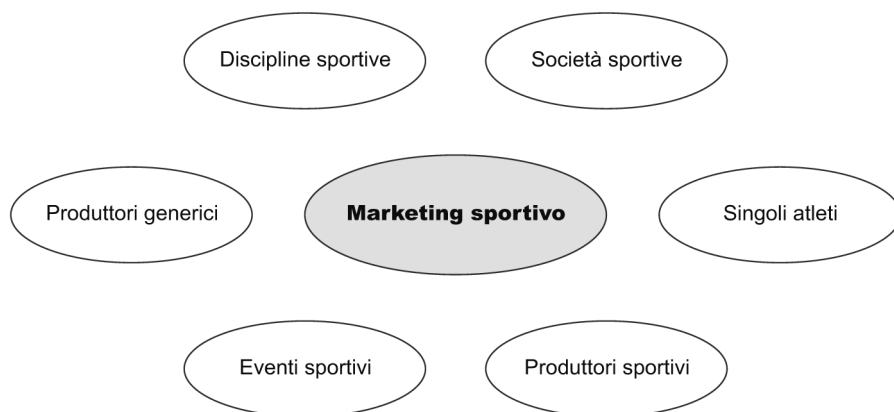 Discipline sportive
Società sportive
Produttori generici
Marketing sportivo
Singoli atleti
Eventi sportivi
Produttori sportivi